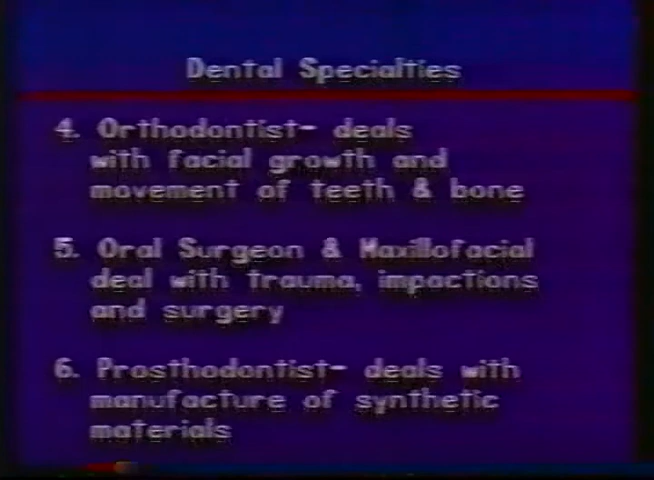 Dental Specialties
4. Orthodontist- deals
with facial growth and
movement of teeth & bone
5. Oral Surgeon & Maxillofacial
deal with trauma, impactions
and surgery
6. Prosthodontist- deals with
manufacture of synthetic
materials